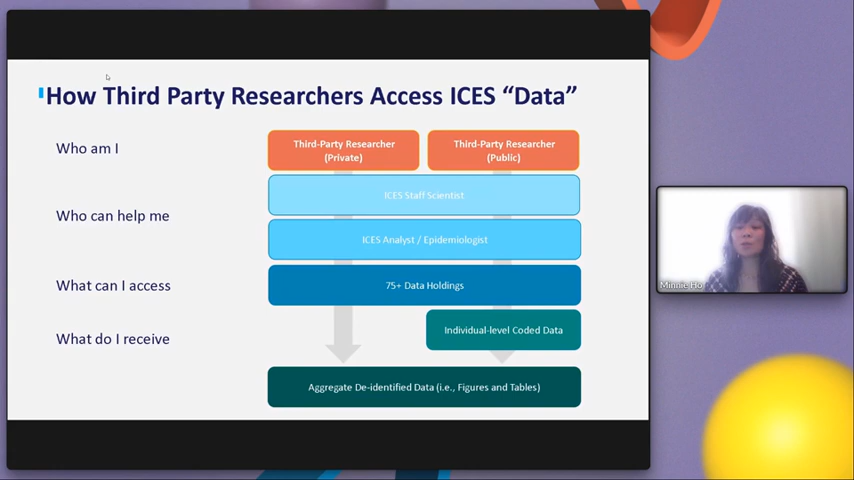 How Third Party Researchers Access ICES “Data”
Who am I
Third-Party Researcher
(Private)
Third-Party Researcher
(Public)
Who can help me
ICES Staff Scientist
ICES Analyst / Epidemiologist
What can I access
75+ Data Holdings
What do I receive
Individual-level Coded Data
Aggregate De-identified Data (i.e., Figures and Tables)
Minnie Ho